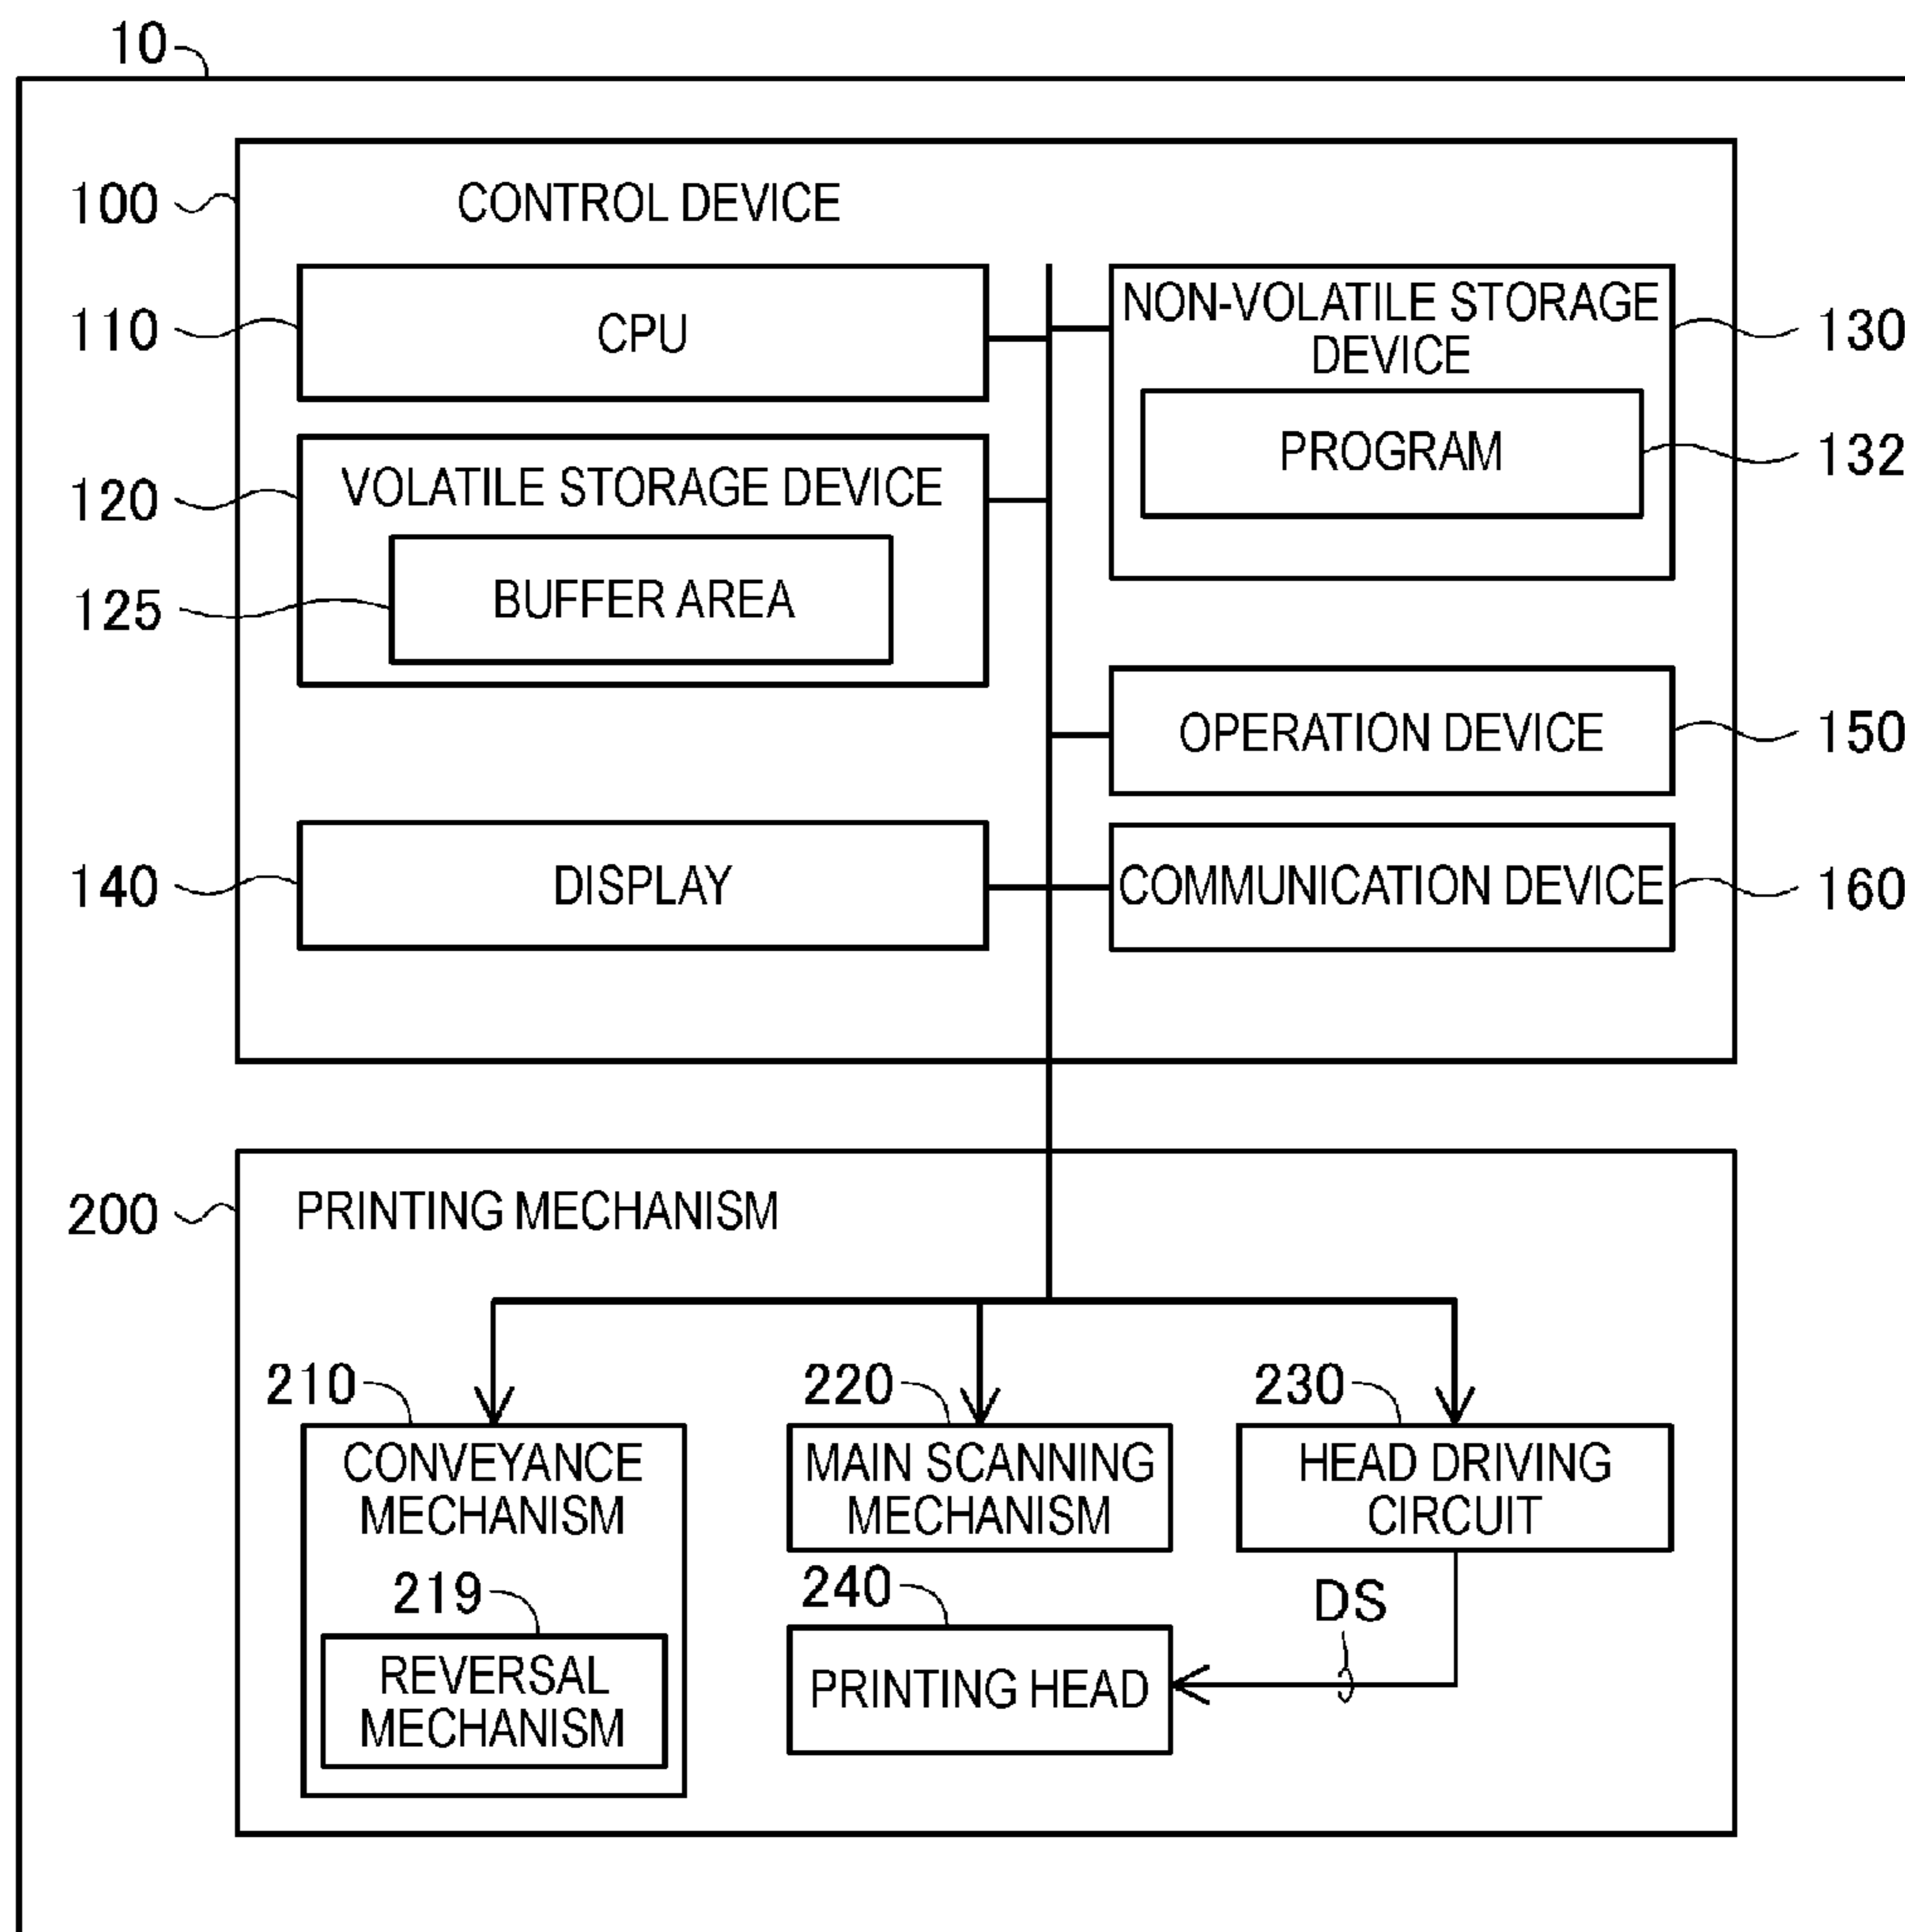 10
100
CONTROL DEVICE
110
CPU
NON-VOLATILE STORAGE
DEVICE
130
PROGRAM
132
120
VOLATILE STORAGE DEVICE
125
BUFFER AREA
OPERATION DEVICE
150
140
DISPLAY
COMMUNICATION DEVICE
160
200
PRINTING MECHANISM
210
220
230
CONVEYANCE
MECHANISM
MAIN SCANNING
MECHANISM
HEAD DRIVING
CIRCUIT
219
240
DS
REVERSAL
MECHANISM
PRINTING HEAD